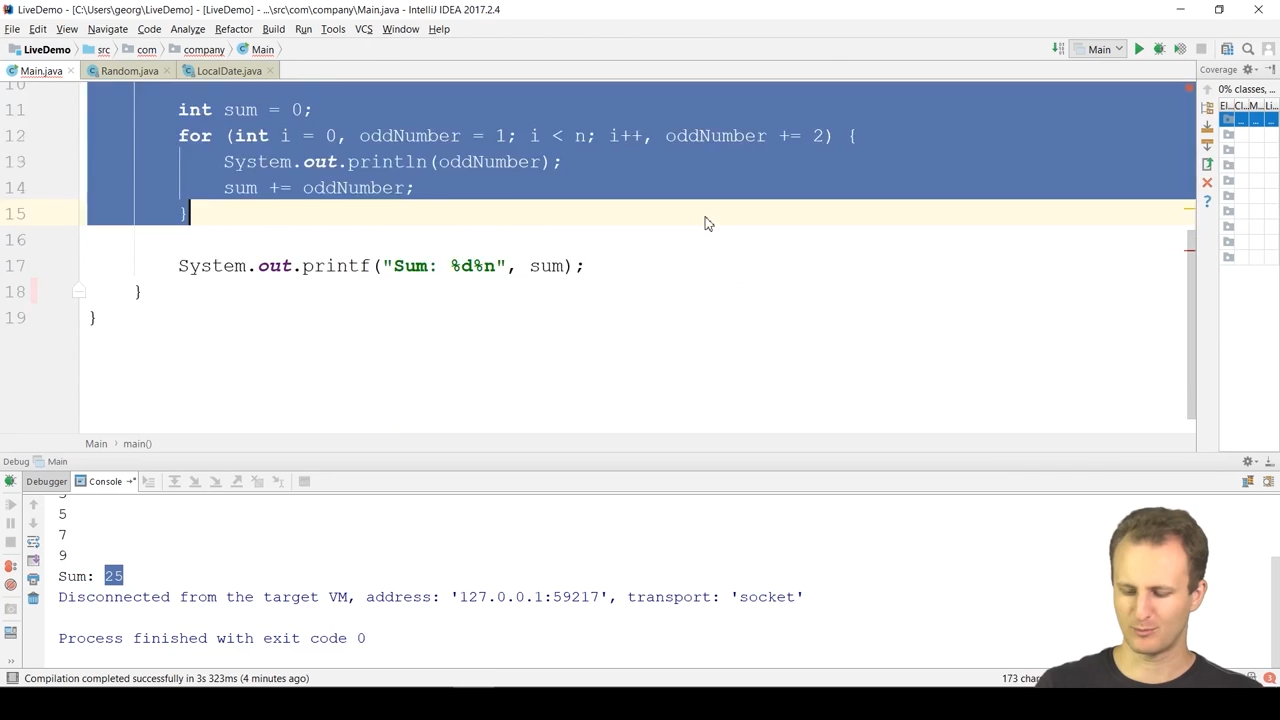 LiveDemo - [C:\Users\georg\LiveDemo] - [LiveDemo] - ...\src\com\company\Main.java - IntelliJ IDEA 2017.2.4
File Edit View Navigate Code Analyze Refactor Build Run Tools VCS Window Help
LiveDemo src com company Main Main
Main.java Random.java LocalDate.java Coverage
0% classes, ...
El... C... M... Li...
10
11 int sum = 0;
12 for (int i = 0, oddNumber = 1; i < n; i++, oddNumber += 2) {
13 System.out.println(oddNumber);
14 sum += oddNumber;
15 }
16
17 System.out.printf("Sum: %d%n", sum);
18 }
19 }
Main main()
Debug Main
Debugger Console
5
7
9
Sum: 25
Disconnected from the target VM, address: '127.0.0.1:59217', transport: 'socket'
Process finished with exit code 0
Compilation completed successfully in 3s 323ms (4 minutes ago) 173